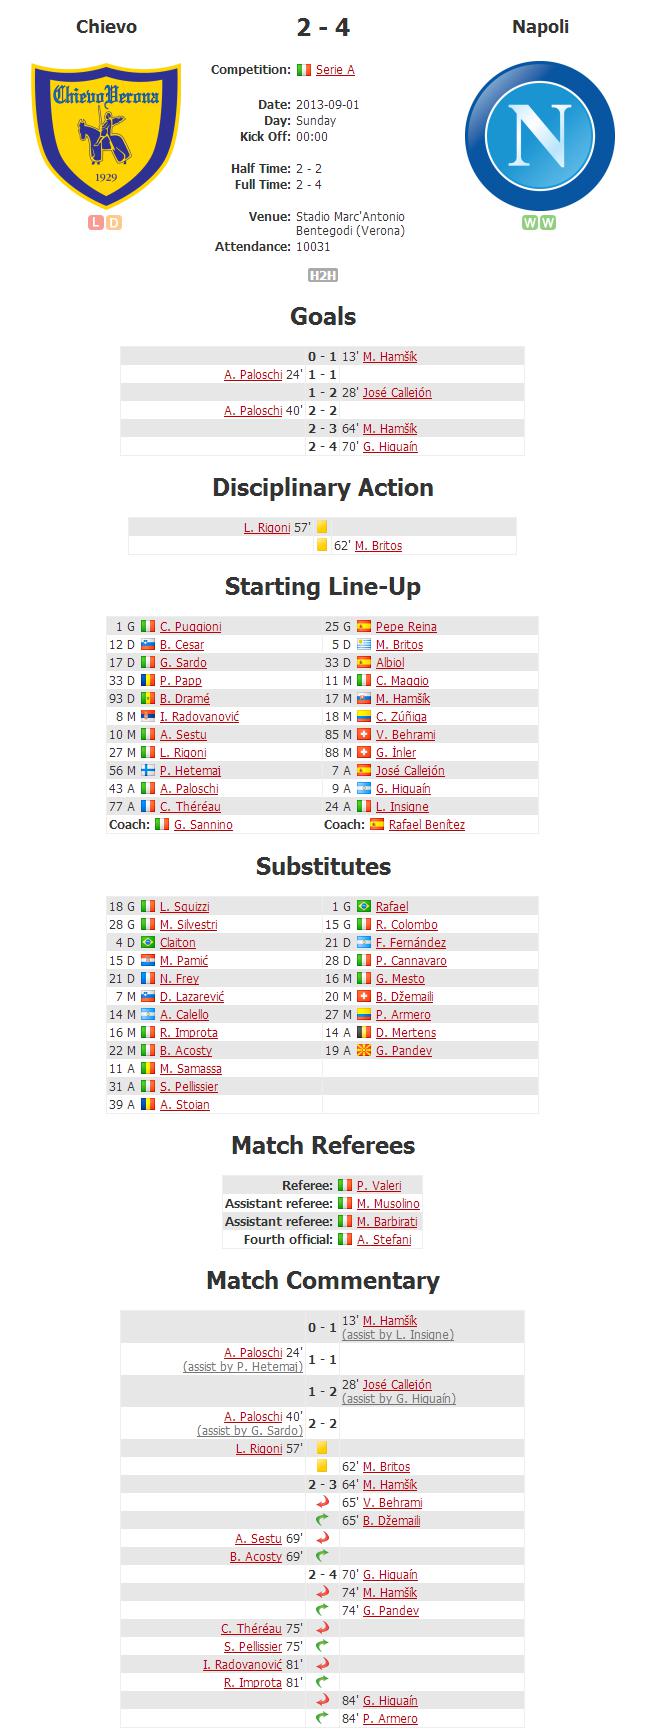 Chievo
2 - 4
Napoli
ChievoVerona
1929
N
Competition: Serie A
Date: 2013-09-01
Day: Sunday
Kick Off: 00:00
Half Time: 2 - 2
Full Time: 2 - 4
Venue: Stadio Marc'Antonio
Bentegodi (Verona)
Attendance: 10031
L D
W W
H2H
Goals
0 - 1 13' M. Hamšík
A. Paloschi 24' 1 - 1
1 - 2 28' José Callejón
A. Paloschi 40' 2 - 2
2 - 3 64' M. Hamšík
2 - 4 70' G. Higuaín
Disciplinary Action
L. Rigoni 57'
62' M. Britos
Starting Line-Up
1 G C. Puggioni 25 G Pepe Reina
12 D B. Cesar 5 D M. Britos
17 D G. Sardo 33 D Albiol
33 D P. Papp 11 M C. Maggio
93 D B. Dramé 17 M M. Hamšík
8 M I. Radovanović 18 M C. Zúñiga
10 M A. Sestu 85 M V. Behrami
27 M L. Rigoni 88 M G. İnler
56 M P. Hetemaj 7 A José Callejón
43 A A. Paloschi 9 A G. Higuaín
77 A C. Théréau 24 A L. Insigne
Coach: G. Sannino Coach: Rafael Benítez
Substitutes
18 G L. Squizzi 1 G Rafael
28 G M. Silvestri 15 G R. Colombo
4 D Claiton 21 D F. Fernández
15 D M. Pamić 28 D P. Cannavaro
21 D N. Frey 16 M G. Mesto
7 M D. Lazarević 20 M B. Džemaili
14 M A. Calello 27 M P. Armero
16 M R. Improta 14 A D. Mertens
22 M B. Acosty 19 A G. Pandev
11 A M. Samassa
31 A S. Pellissier
39 A A. Stoian
Match Referees
Referee: P. Valeri
Assistant referee: M. Musolino
Assistant referee: M. Barbirati
Fourth official: A. Stefani
Match Commentary
0 - 1 13' M. Hamšík
(assist by L. Insigne)
A. Paloschi 24' 1 - 1
(assist by P. Hetemaj)
1 - 2 28' José Callejón
(assist by G. Higuaín)
A. Paloschi 40' 2 - 2
(assist by G. Sardo)
L. Rigoni 57'
62' M. Britos
2 - 3 64' M. Hamšík
65' V. Behrami
65' B. Džemaili
A. Sestu 69'
B. Acosty 69'
2 - 4 70' G. Higuaín
74' M. Hamšík
74' G. Pandev
C. Théréau 75'
S. Pellissier 75'
I. Radovanović 81'
R. Improta 81'
84' G. Higuaín
84' P. Armero